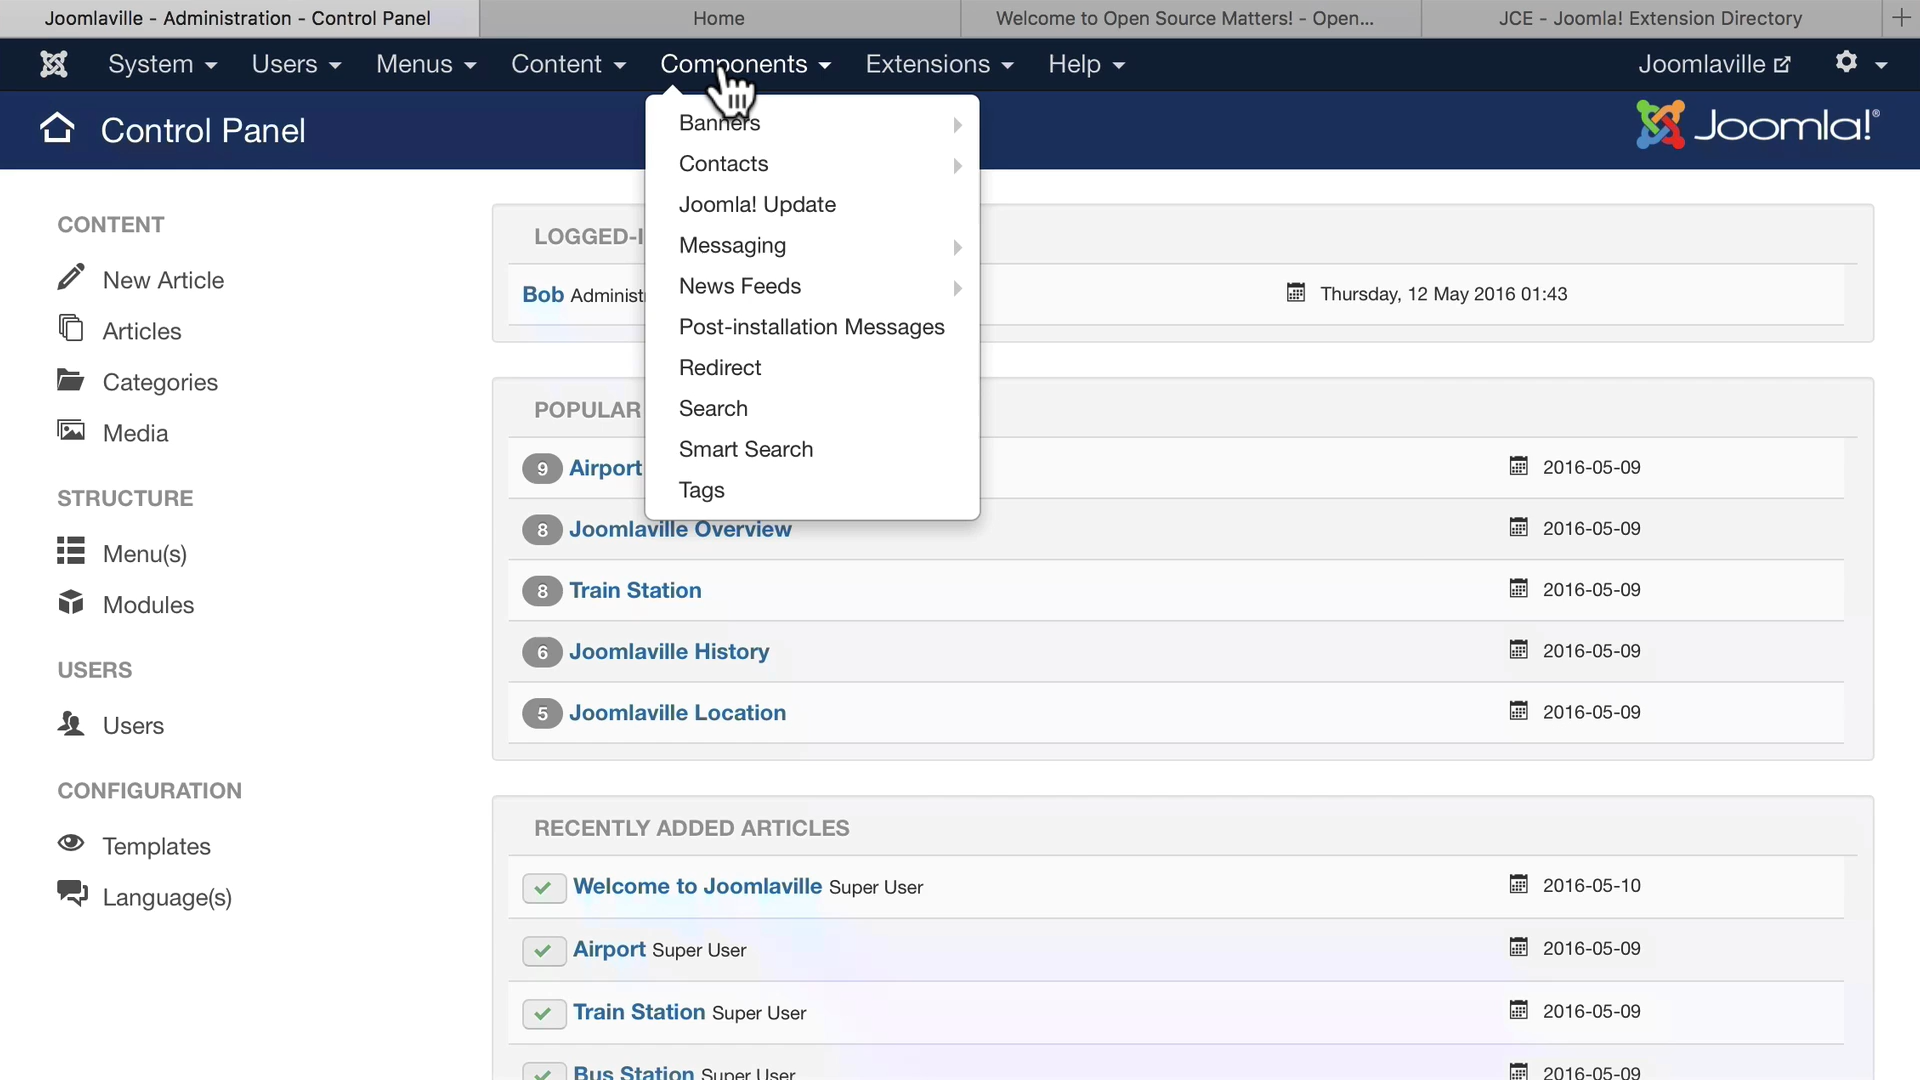 Joomlaville - Administration - Control Panel
Home
Welcome to Open Source Matters! - Open...
JCE - Joomla! Extension Directory
System
Users
Menus
Content
Components
Extensions
Help
Joomlaville
Control Panel
Joomla!®
Banners
Contacts
Joomla! Update
Messaging
News Feeds
Post-installation Messages
Redirect
Search
Smart Search
Tags
CONTENT
New Article
Articles
Categories
Media
STRUCTURE
Menu(s)
Modules
USERS
Users
CONFIGURATION
Templates
Language(s)
LOGGED-I
Bob Administ
Thursday, 12 May 2016 01:43
POPULAR
9 Airport 2016-05-09
8 Joomlaville Overview 2016-05-09
8 Train Station 2016-05-09
6 Joomlaville History 2016-05-09
5 Joomlaville Location 2016-05-09
RECENTLY ADDED ARTICLES
Welcome to Joomlaville Super User 2016-05-10
Airport Super User 2016-05-09
Train Station Super User 2016-05-09
Bus Station Super User 2016-05-09